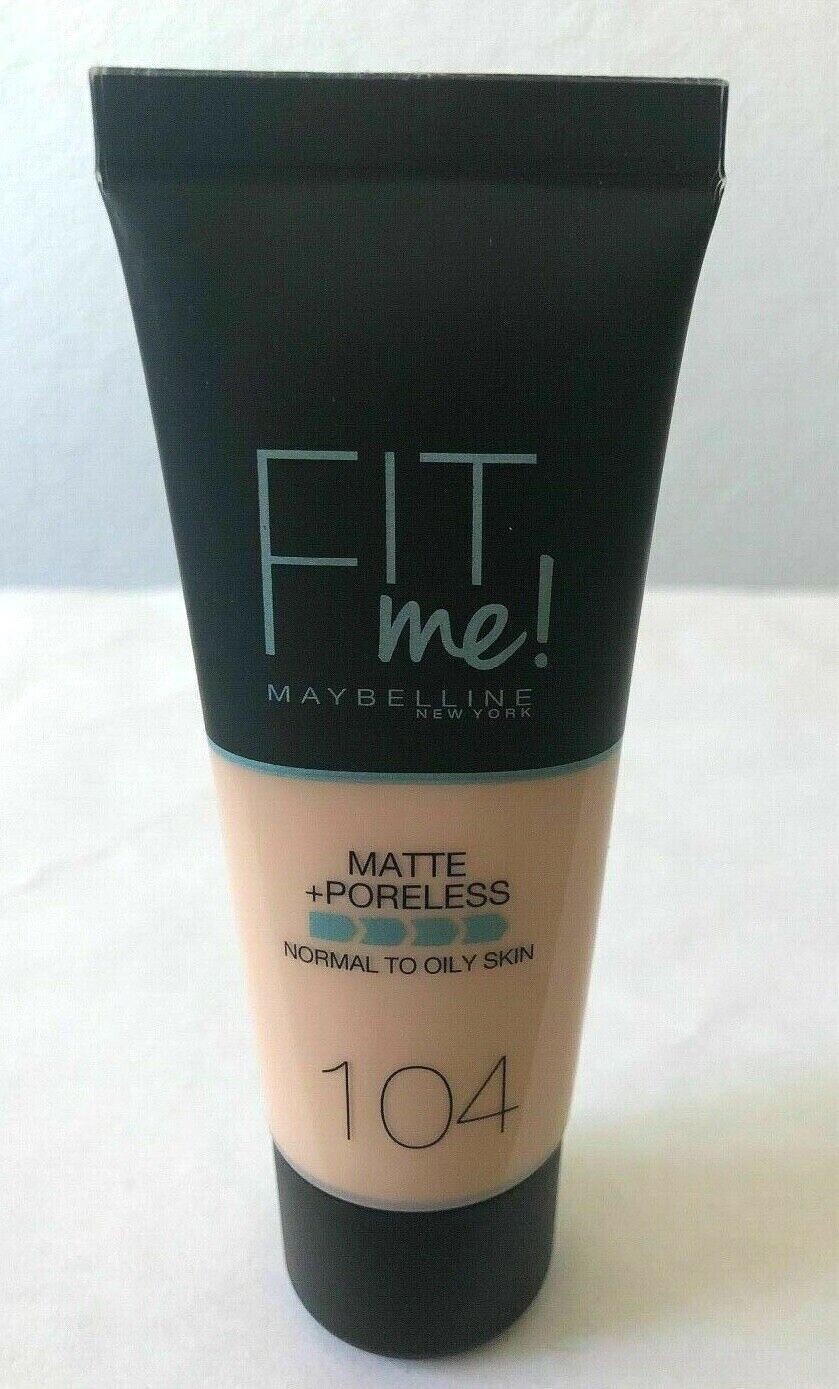 FIT
me!
MAYBELLINE
NEW YORK
MATTE
+PORELESS
NORMAL TO OILY SKIN
104